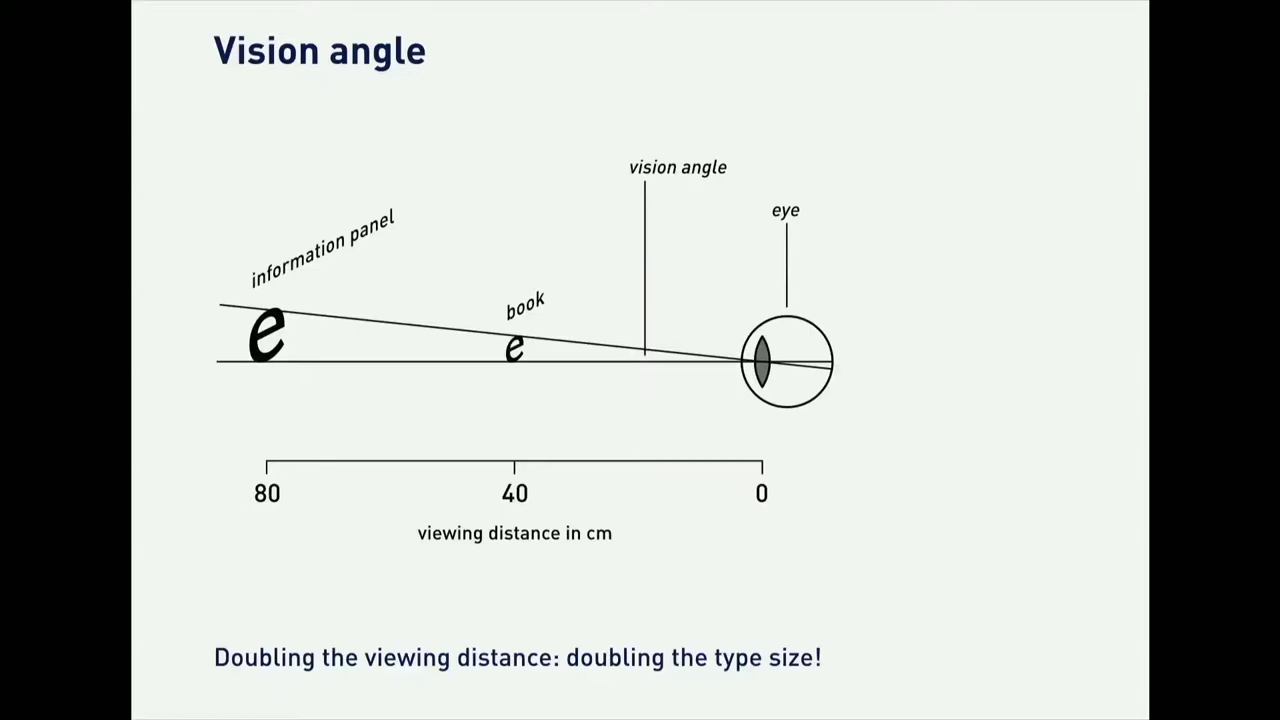 Vision angle
vision angle
eye
information panel
book
e
e
80
40
0
viewing distance in cm
Doubling the viewing distance: doubling the type size!